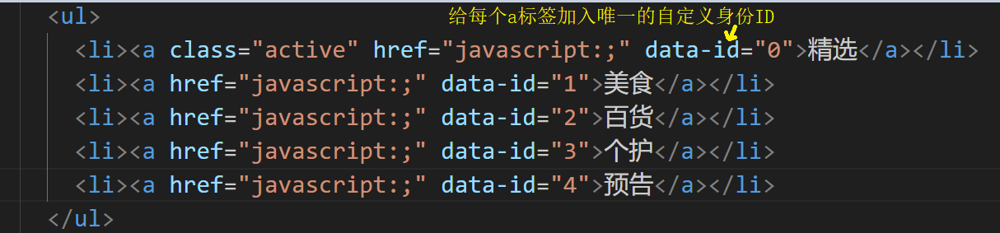 <ul>
给每个a标签加入唯一的自定义身份ID
<li><a class="active" href="javascript:;" data-id="0">精选</a></li>
<li><a href="javascript:;" data-id="1">美食</a></li>
<li><a href="javascript:;" data-id="2">百货</a></li>
<li><a href="javascript:;" data-id="3">个护</a></li>
<li><a href="javascript:;" data-id="4">预告</a></li>
</ul>